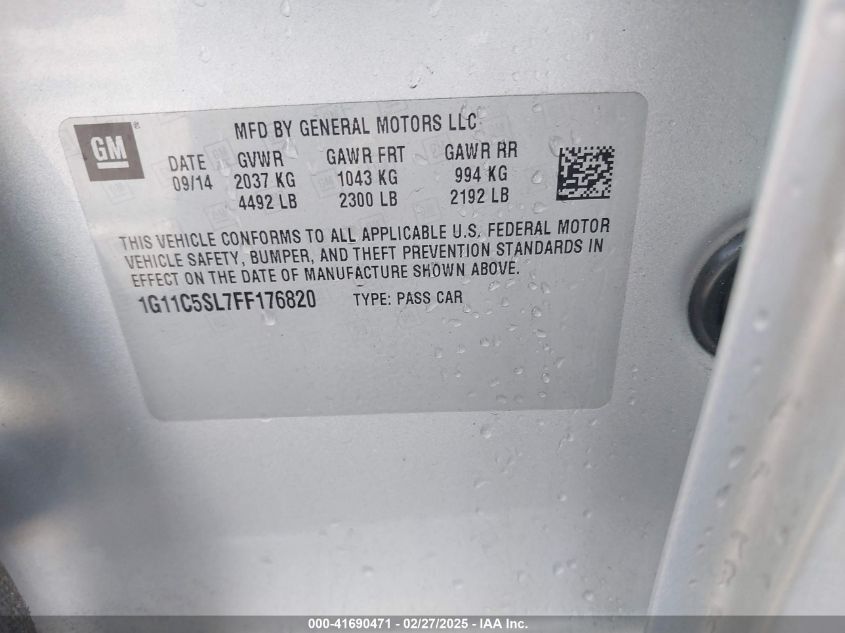 GM
MFD BY GENERAL MOTORS LLC
DATE GVWR GAWR FRT GAWR RR
09/14 2037 KG 1043 KG 994 KG
4492 LB 2300 LB 2192 LB
THIS VEHICLE CONFORMS TO ALL APPLICABLE U.S. FEDERAL MOTOR
VEHICLE SAFETY, BUMPER, AND THEFT PREVENTION STANDARDS IN
EFFECT ON THE DATE OF MANUFACTURE SHOWN ABOVE.
1G11C5SL7FF176820 TYPE: PASS CAR
000-41690471 - 02/27/2025 - IAA Inc.